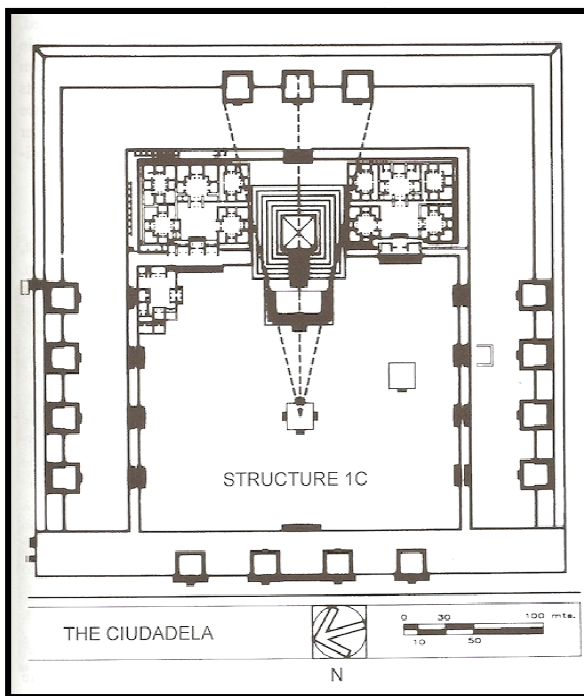 STRUCTURE 1C
THE CIUDADELA
0 30 100 mts.
10 50
N